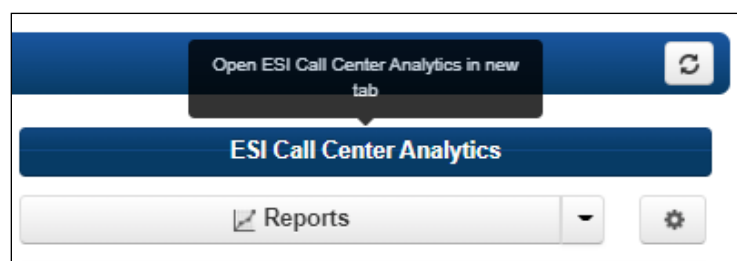 Open ESI Call Center Analytics in new
tab
ESI Call Center Analytics
Reports